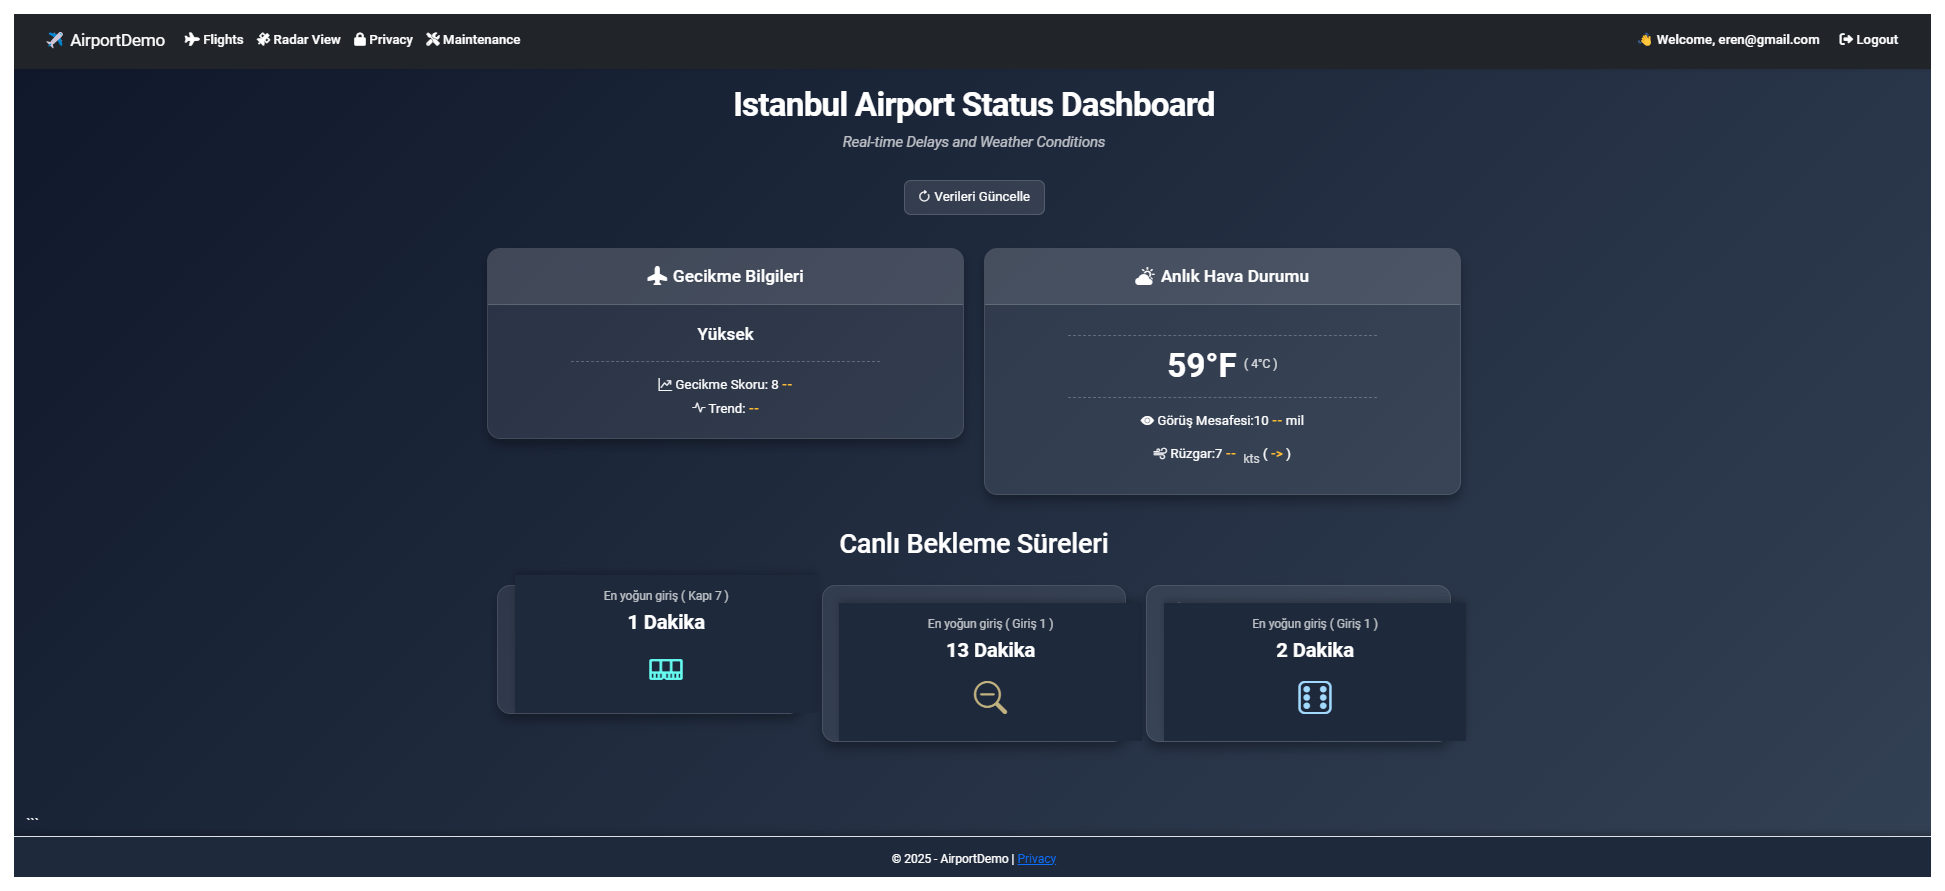 AirportDemo Flights Radar View Privacy Maintenance Welcome, eren@gmail.com Logout
Istanbul Airport Status Dashboard
Real-time Delays and Weather Conditions
Verileri Güncelle
Gecikme Bilgileri
Yüksek
Gecikme Skoru: 8 --
Trend: --
Anlık Hava Durumu
59°F ( 4°C )
Görüş Mesafesi:10 -- mil
Rüzgar:7 -- kts ( -> )
Canlı Bekleme Süreleri
En yoğun giriş ( Kapı 7 )
1 Dakika
En yoğun giriş ( Giriş 1 )
13 Dakika
En yoğun giriş ( Giriş 1 )
2 Dakika
```
© 2025 - AirportDemo | Privacy